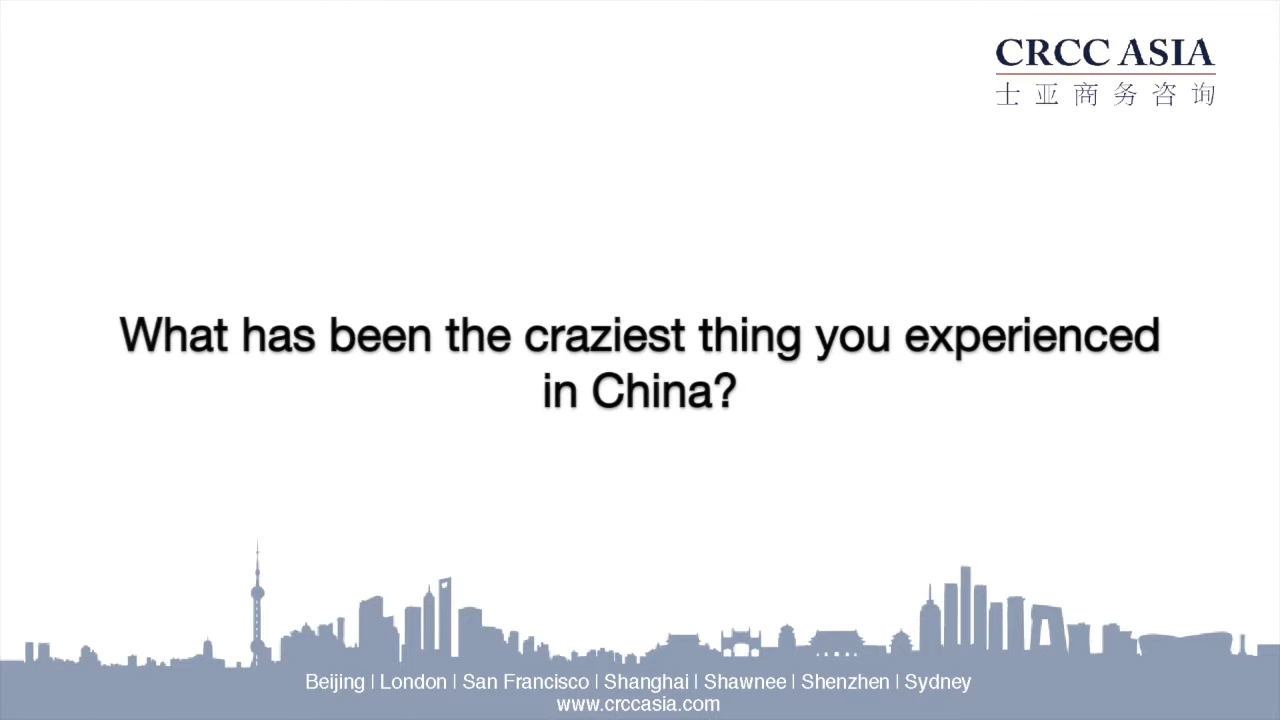 CRCC ASIA
士亚商务咨询
What has been the craziest thing you experienced
in China?
Beijing | London | San Francisco | Shanghai | Shawnee | Shenzhen | Sydney
www.crccasia.com